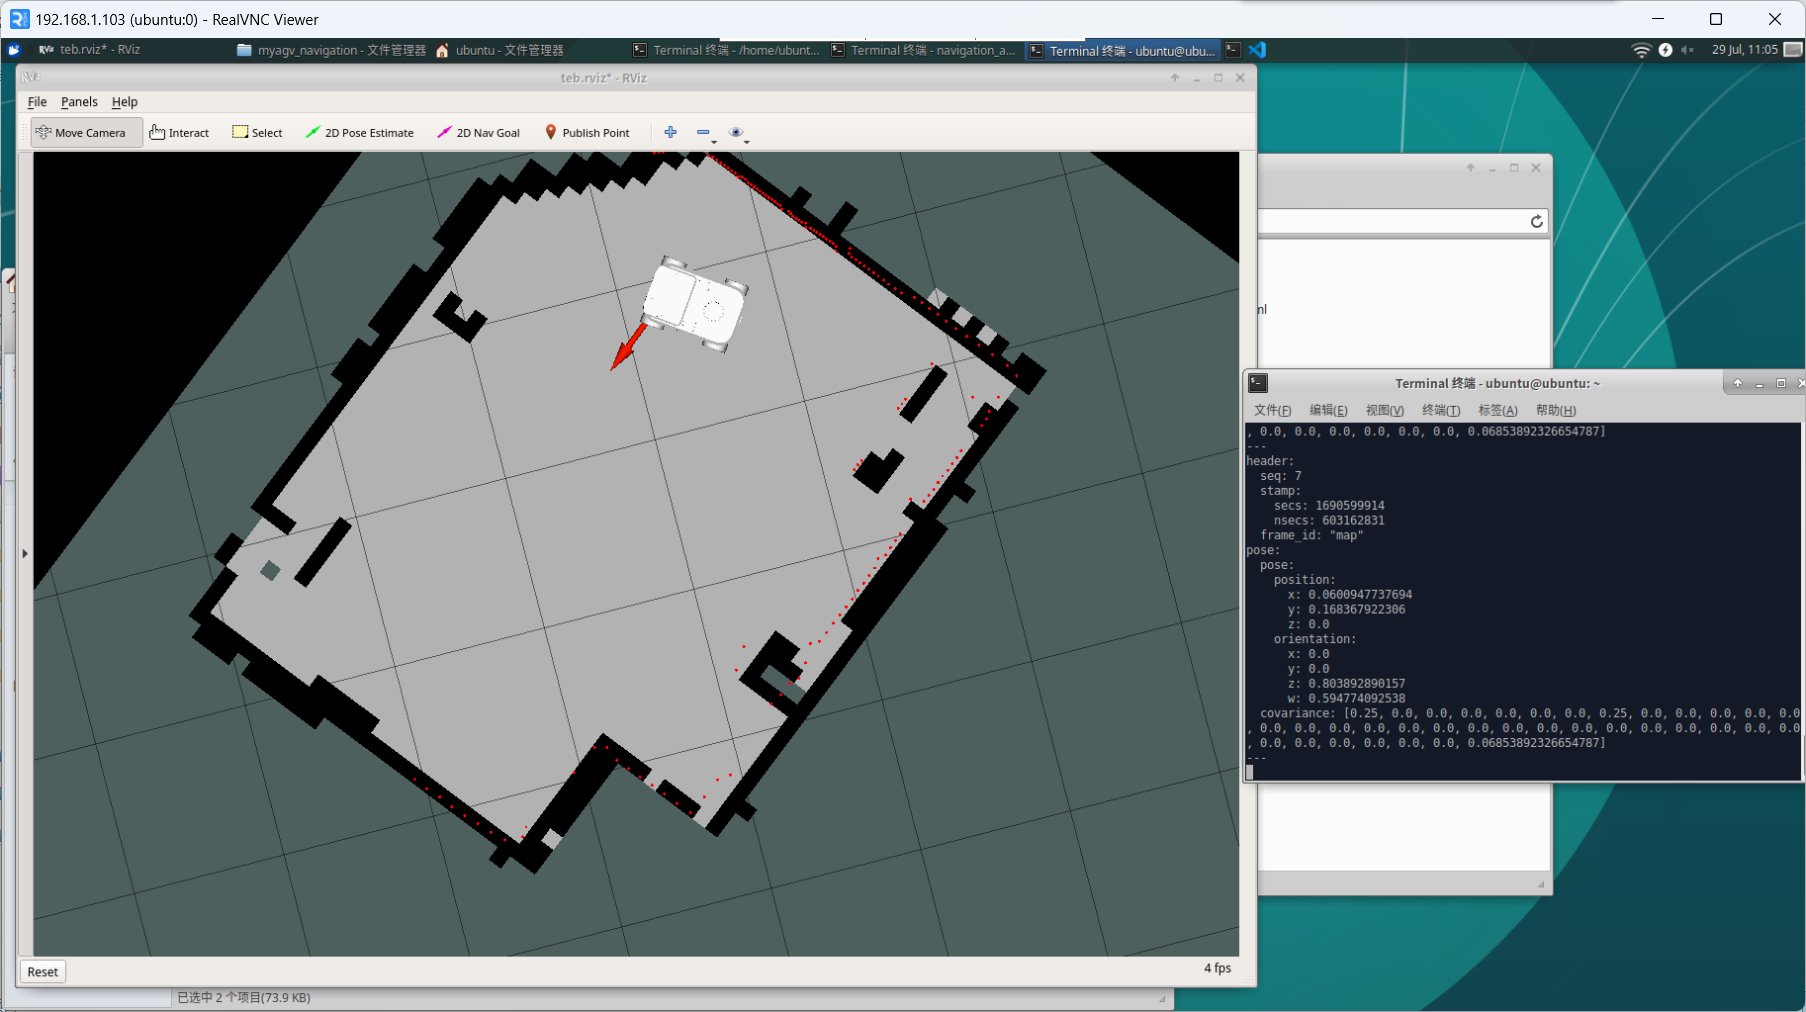 192.168.1.103 (ubuntu:0) - RealVNC Viewer
teb.rviz* - RViz
myagv_navigation - 文件管理器
ubuntu - 文件管理器
Terminal 终端 - /home/ubunt...
Terminal 终端 - navigation_a...
Terminal 终端 - ubuntu@ubu...
29 Jul, 11:05
teb.rviz* - RViz
File Panels Help
Move Camera Interact Select 2D Pose Estimate 2D Nav Goal Publish Point
ml
Terminal 终端 - ubuntu@ubuntu: ~
文件(F) 编辑(E) 视图(V) 终端(T) 标签(A) 帮助(H)
, 0.0, 0.0, 0.0, 0.0, 0.0, 0.0, 0.06853892326654787]
---
header:
seq: 7
stamp:
secs: 1690599914
nsecs: 603162831
frame_id: "map"
pose:
pose:
position:
x: 0.0600947737694
y: 0.168367922306
z: 0.0
orientation:
x: 0.0
y: 0.0
z: 0.803892890157
w: 0.594774092538
covariance: [0.25, 0.0, 0.0, 0.0, 0.0, 0.0, 0.0, 0.25, 0.0, 0.0, 0.0, 0.0, 0.0
, 0.0, 0.0, 0.0, 0.0, 0.0, 0.0, 0.0, 0.0, 0.0, 0.0, 0.0, 0.0, 0.0, 0.0, 0.0, 0.0
, 0.0, 0.0, 0.0, 0.0, 0.0, 0.0, 0.06853892326654787]
---
Reset
4 fps
已选中 2 个项目(73.9 KB)